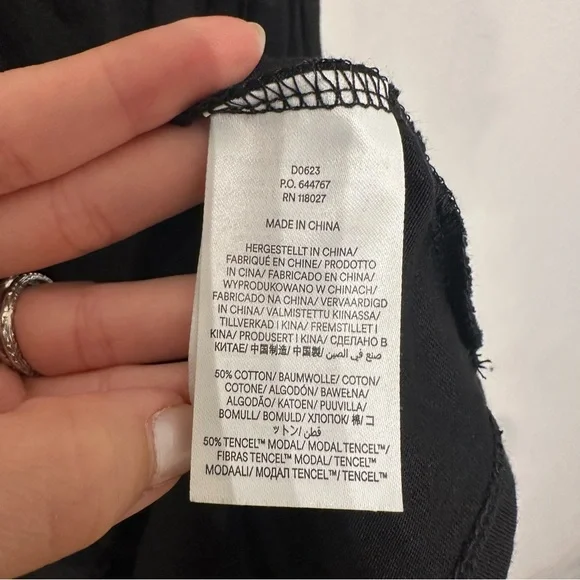 D0623
P.O. 644767
RN 118027
MADE IN CHINA
HERGESTELLT IN CHINA/
FABRIQUÉ EN CHINE/ PRODOTTO
IN CINA/ FABRICADO EN CHINA/
WYPRODUKOWANO W CHINACH/
FABRICADO NA CHINA/ VERVAARDIGD
IN CHINA/ VALMISTETTU KIINASSA/
TILLVERKAD I KINA/ FREMSTILLET I
KINA/ PRODUSERT I KINA/ СДЕЛАНО В
КИТАЕ/ 中国制造/ 中国製/ صنع في الصين
50% COTTON/ BAUMWOLLE/ COTON/
COTONE/ ALGODÓN/ BAWEŁNA/
ALGODÃO/ KATOEN/ PUUVILLA/
BOMULL/ BOMULD/ ХЛОПОК/ 棉/ コ
ットン/ قطن
50% TENCEL™ MODAL/ MODAL TENCEL™/
FIBRAS TENCEL™ MODAL/ TENCEL™
MODAALI/ МОДАЛ TENCEL™/TENCEL™